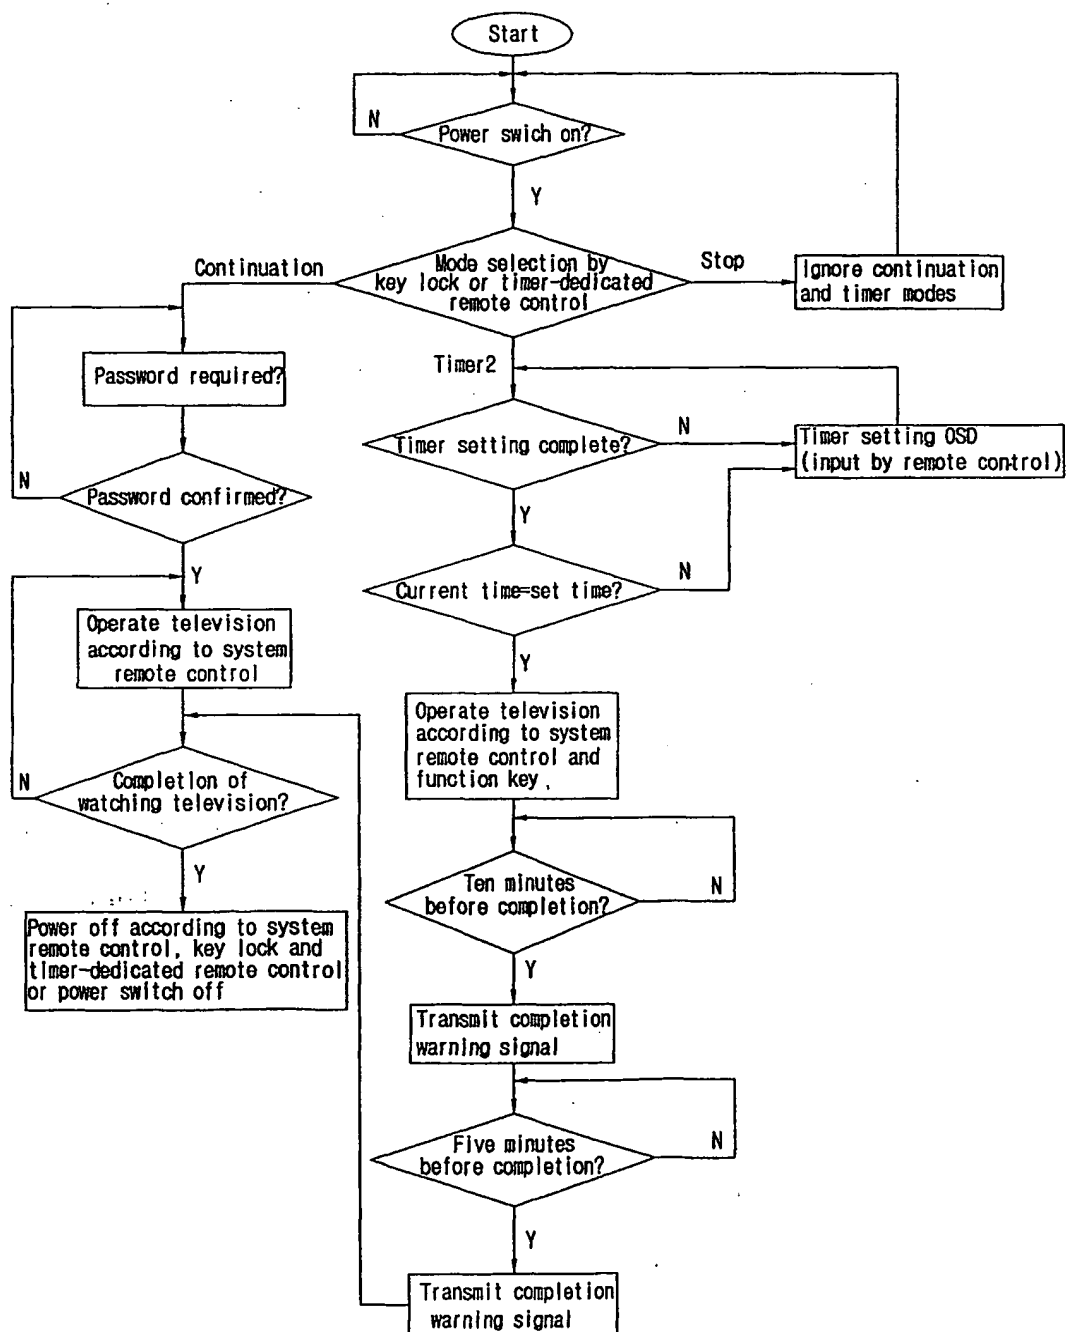 Start
N
Power swich on?
Y
Continuation
Mode selection by
key lock or timer-dedicated
remote control
Stop
Ignore continuation
and timer modes
Password required?
N
Password confirmed?
Y
Operate television
according to system
remote control
N
Completion of
watching television?
Y
Power off according to system
remote control, key lock and
timer-dedicated remote control
or power switch off
Timer2
Timer setting complete?
N
Timer setting OSD
(input by remote control)
Y
Current time=set time?
N
Y
Operate television
according to system
remote control and
function key
Ten minutes
before completion?
N
Y
Transmit completion
warning signal
Five minutes
before completion?
N
Y
Transmit completion
warning signal